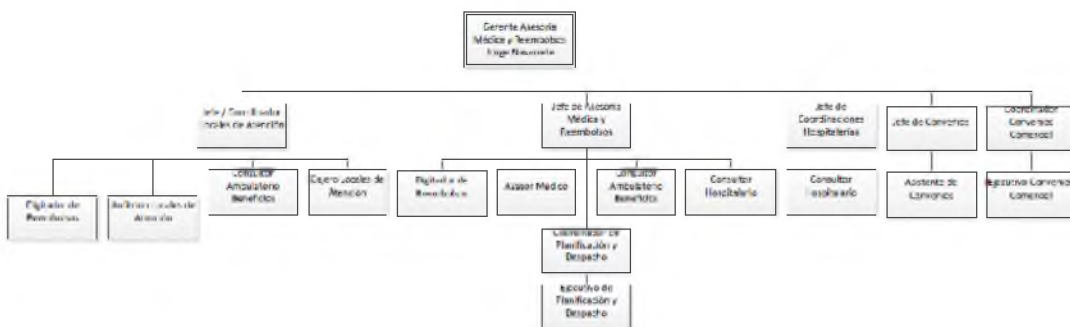 Gerente Asesoría
Médica y Reembolsos
Jorge
Jefe / Coordinador
Locales de Atención
Jefe de Asesoría
Médica y
Reembolsos
Jefe de
Coordinaciones
Hospitalarias
Jefe de Convenios
Coordinador
Convenios
Comercial
Digitador de
Reembolsos
Auditor Locales de
Atención
Consultor
Ambulatorio
Beneficios
Cajero Locales de
Atención
Digitador de
Reembolsos
Asesor Médico
Consultor
Ambulatorio
Beneficios
Consultor
Hospitalario
Consultor
Hospitalario
Asistente de
Convenios
Ejecutivo Convenios
Comercial
Coordinador de
Planificación y
Despacho
Ejecutivo de
Planificación y
Despacho